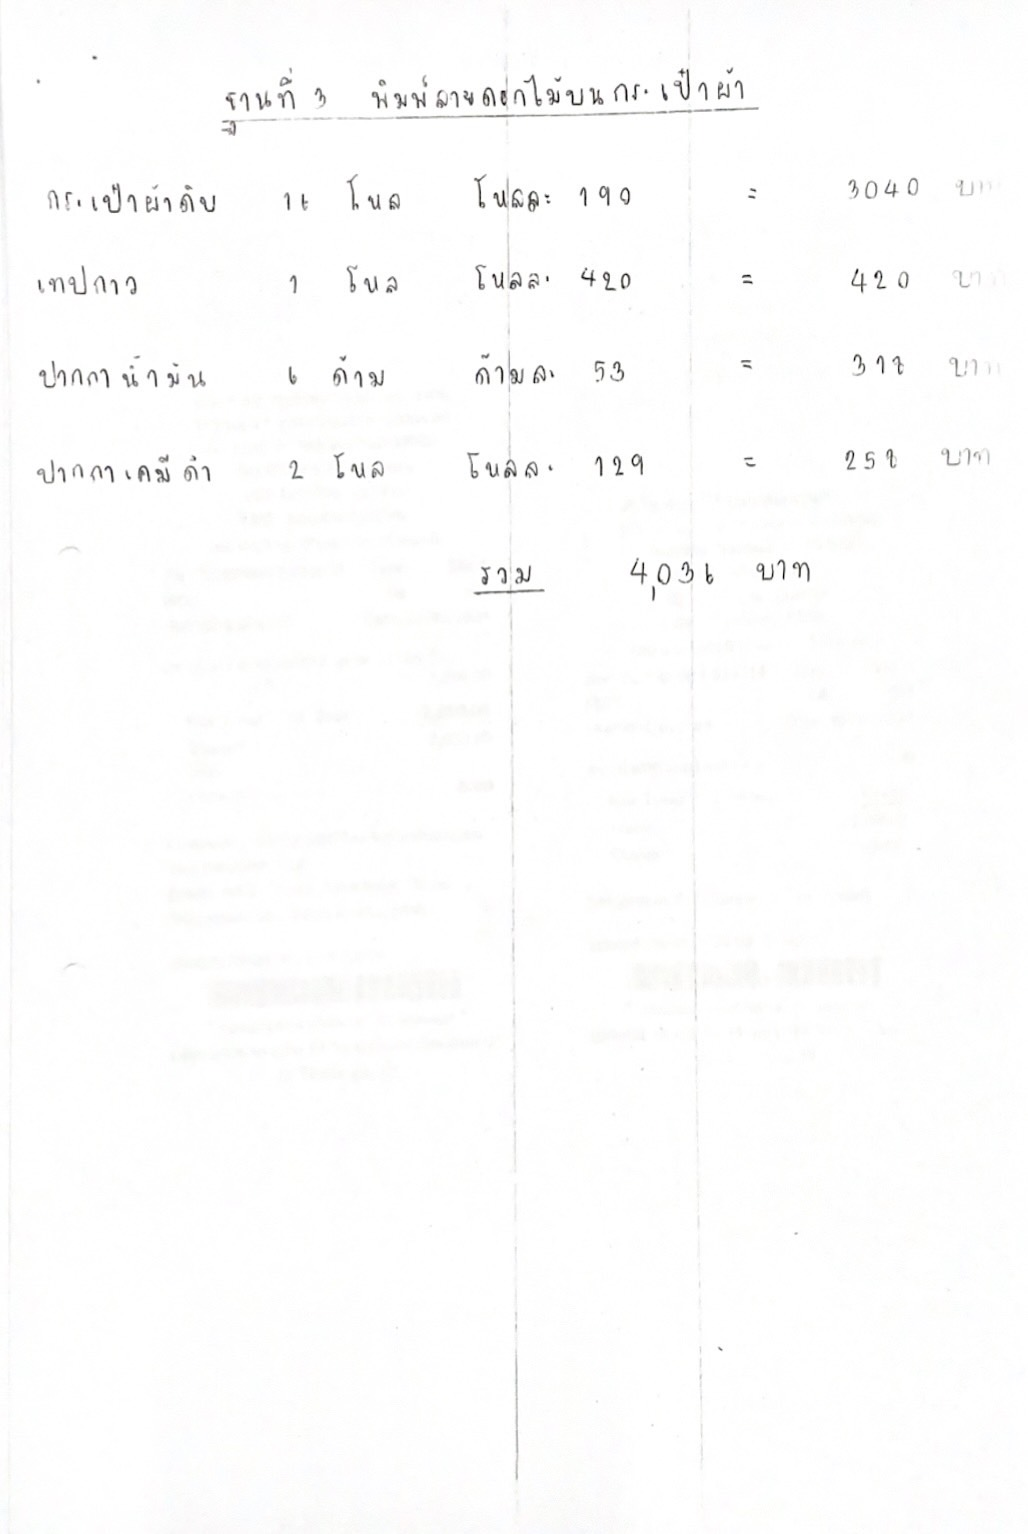 ฐานที่ 3 พิมพ์ลายดอกไม้บนกระเป๋าผ้า
กระเป๋าผ้าดิบ 16 โหล โหลละ 190 = 3040 บาท
เทปกาว 1 โหล โหลละ 420 = 420 บาท
ปากกาน้ำมัน 6 ด้าม ด้ามละ 53 = 318 บาท
ปากกาเคมีดำ 2 โหล โหลละ 129 = 258 บาท
รวม 4,036 บาท